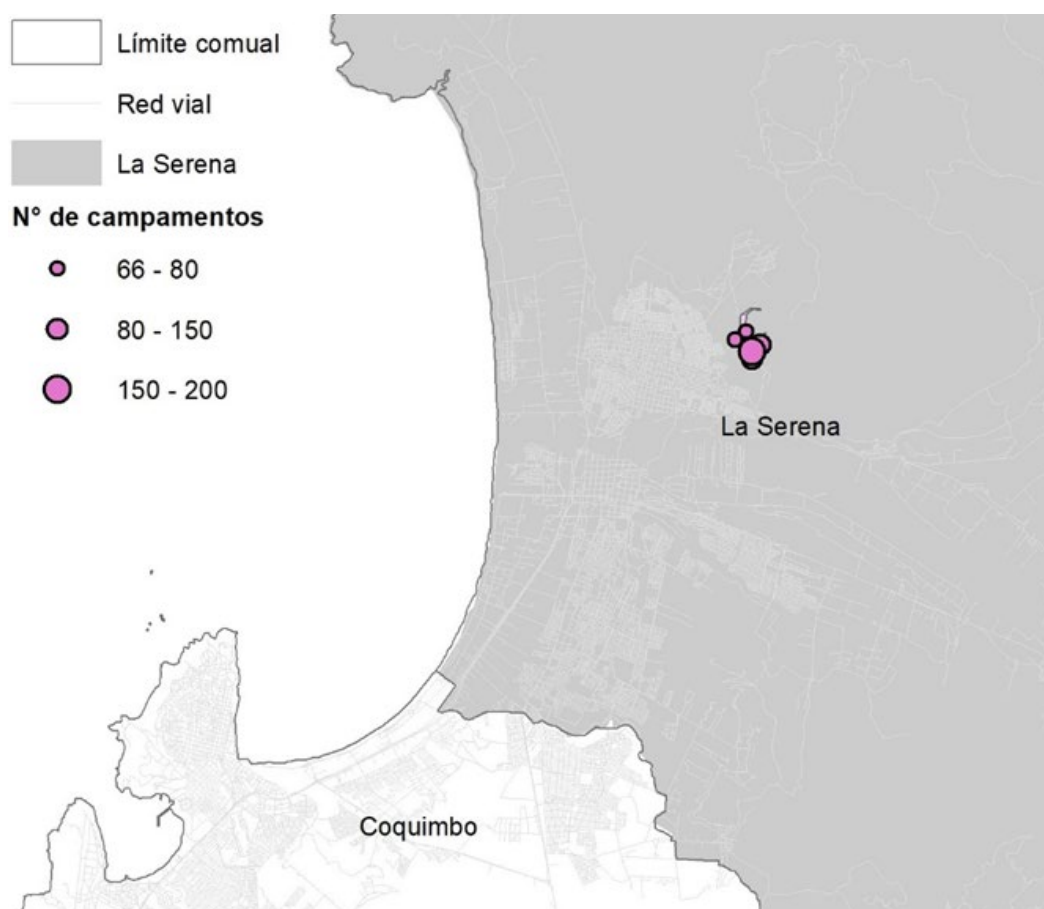 Límite comual
Red vial
La Serena
N° de campamentos
66 - 80
80 - 150
150 - 200
La Serena
Coquimbo